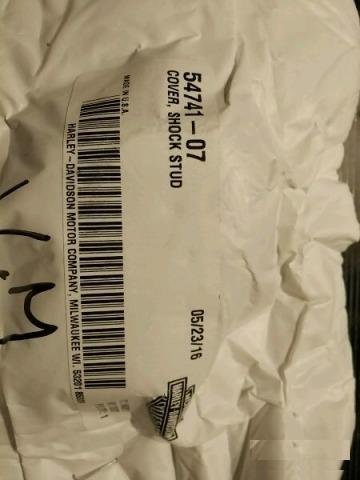 54741-07
COVER, SHOCK STUD
05/23/16
MADE IN U.S.A.
HARLEY-DAVIDSON MOTOR COMPANY, MILWAUKEE WI. 53201